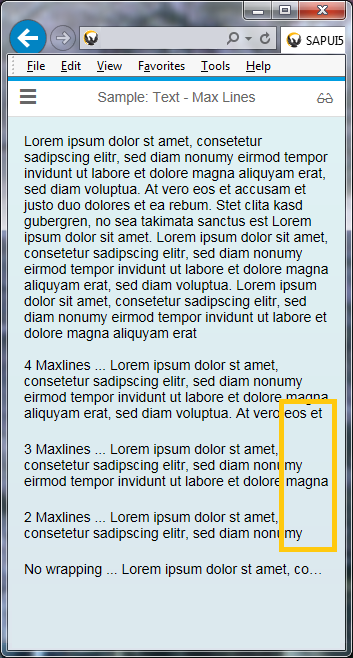 SAPUI5
File Edit View Favorites Tools Help
Sample: Text - Max Lines
Lorem ipsum dolor st amet, consetetur
sadipscing elitr, sed diam nonumy eirmod tempor
invidunt ut labore et dolore magna aliquyam erat,
sed diam voluptua. At vero eos et accusam et
justo duo dolores et ea rebum. Stet clita kasd
gubergren, no sea takimata sanctus est Lorem
ipsum dolor sit amet. Lorem ipsum dolor sit amet,
consetetur sadipscing elitr, sed diam nonumy
eirmod tempor invidunt ut labore et dolore magna
aliquyam erat, sed diam voluptua. Lorem ipsum dolor
sit amet, consetetur sadipscing elitr, sed diam
nonumy eirmod tempor invidunt ut labore et
dolore magna aliquyam erat
4 Maxlines ... Lorem ipsum dolor st amet,
consetetur sadipscing elitr, sed diam nonumy
eirmod tempor invidunt ut labore et dolore magna
aliquyam erat, sed diam voluptua. At vero eos et
3 Maxlines ... Lorem ipsum dolor st amet,
consetetur sadipscing elitr, sed diam nonumy
eirmod tempor invidunt ut labore et dolore magna
2 Maxlines ... Lorem ipsum dolor st amet,
consetetur sadipscing elitr, sed diam nonumy
No wrapping ... Lorem ipsum dolor st amet, co...